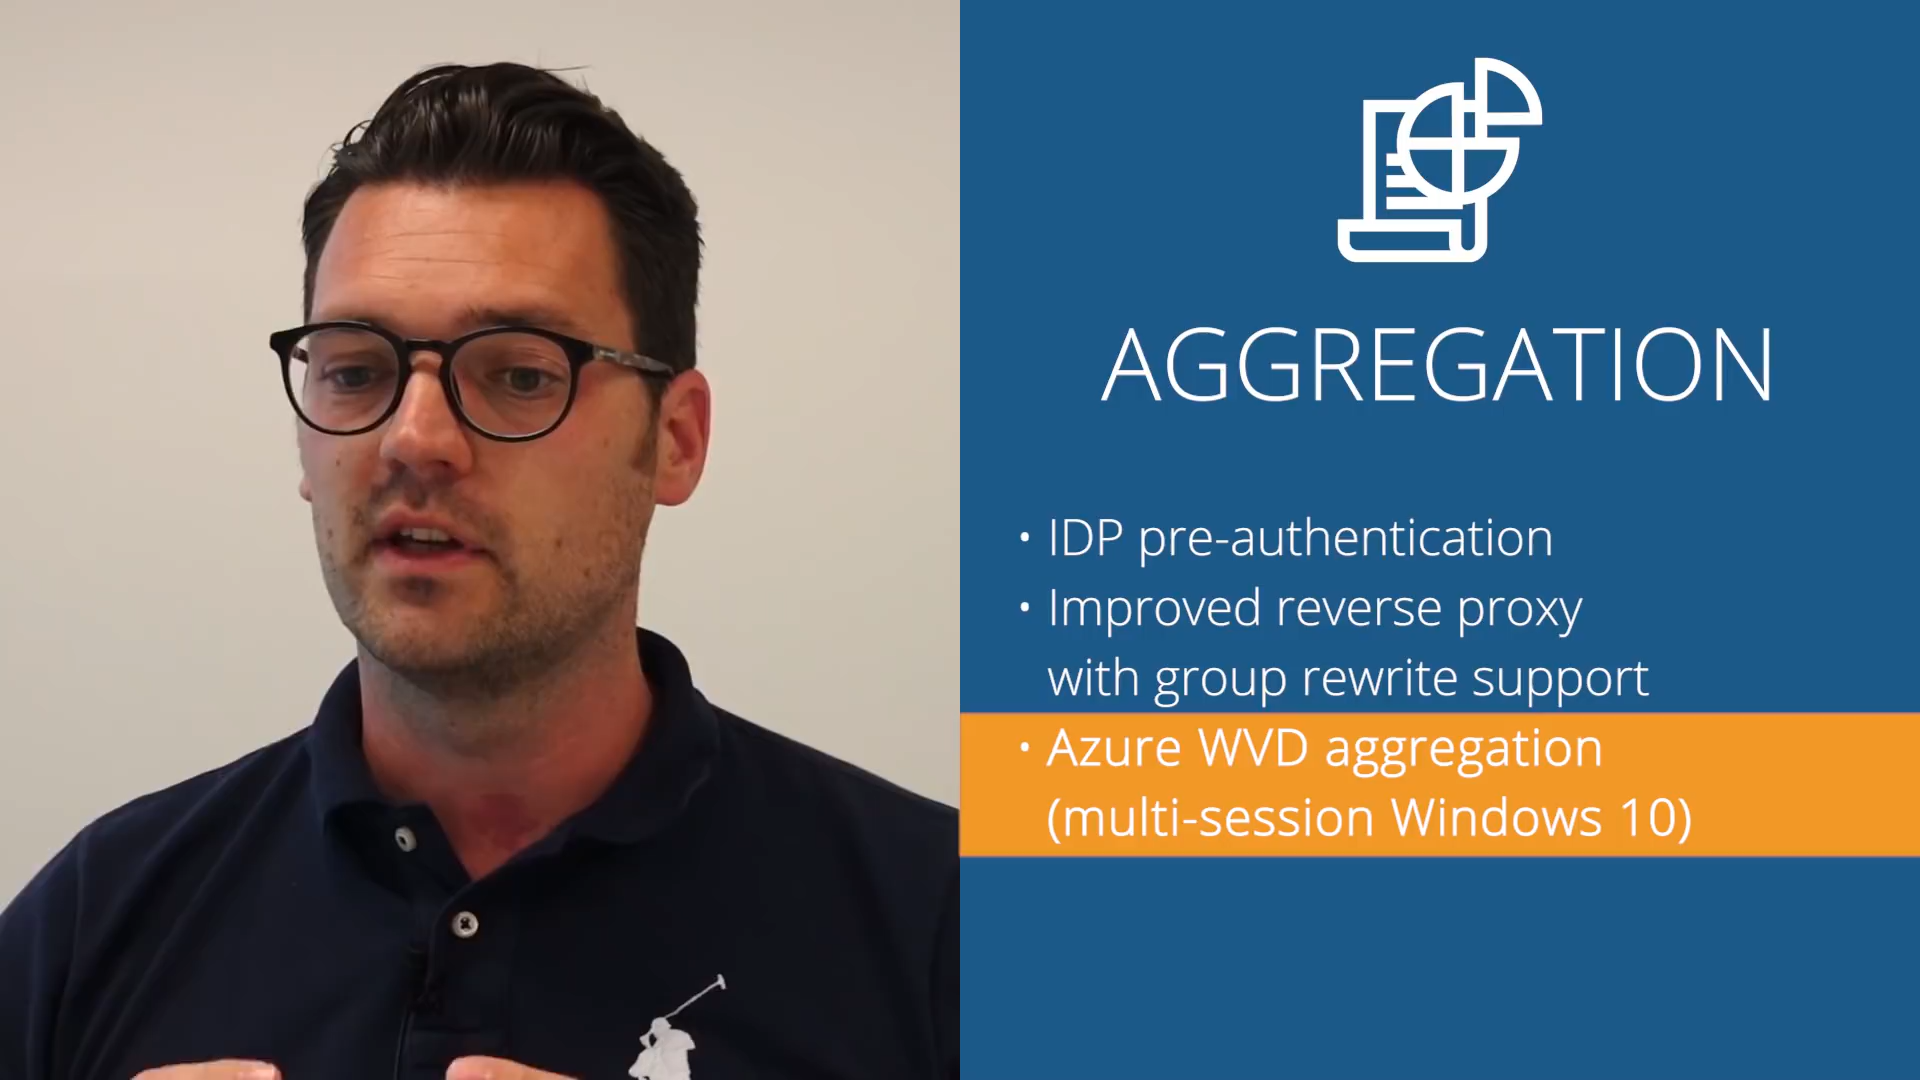 AGGREGATION
• IDP pre-authentication
• Improved reverse proxy
with group rewrite support
• Azure WVD aggregation
(multi-session Windows 10)